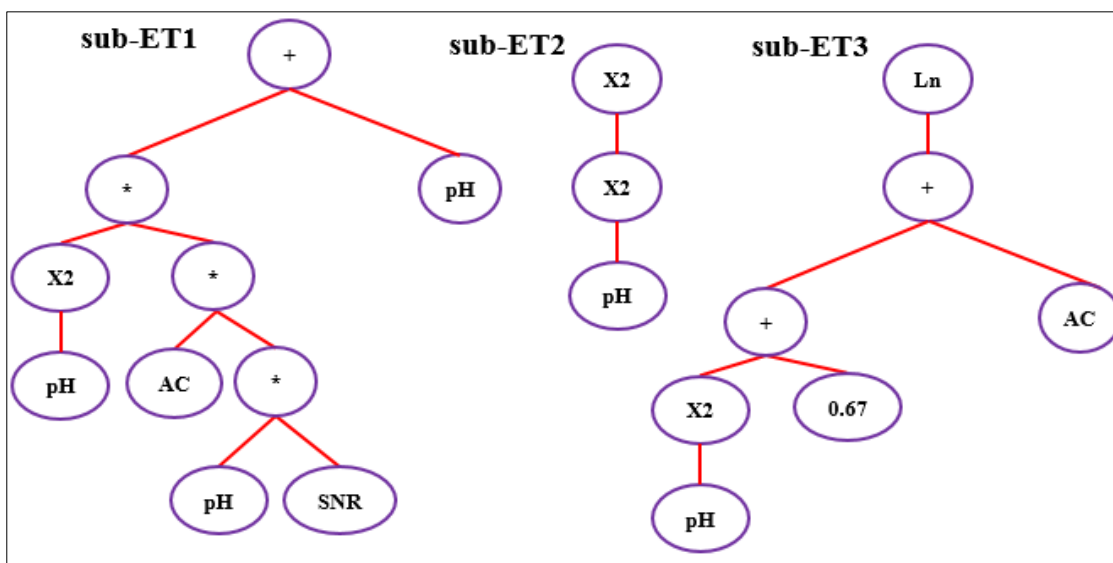 sub-ET1
+
*
pH
X2
*
pH
AC
*
pH
SNR
sub-ET2
X2
X2
pH
sub-ET3
Ln
+
+
AC
X2
0.67
pH